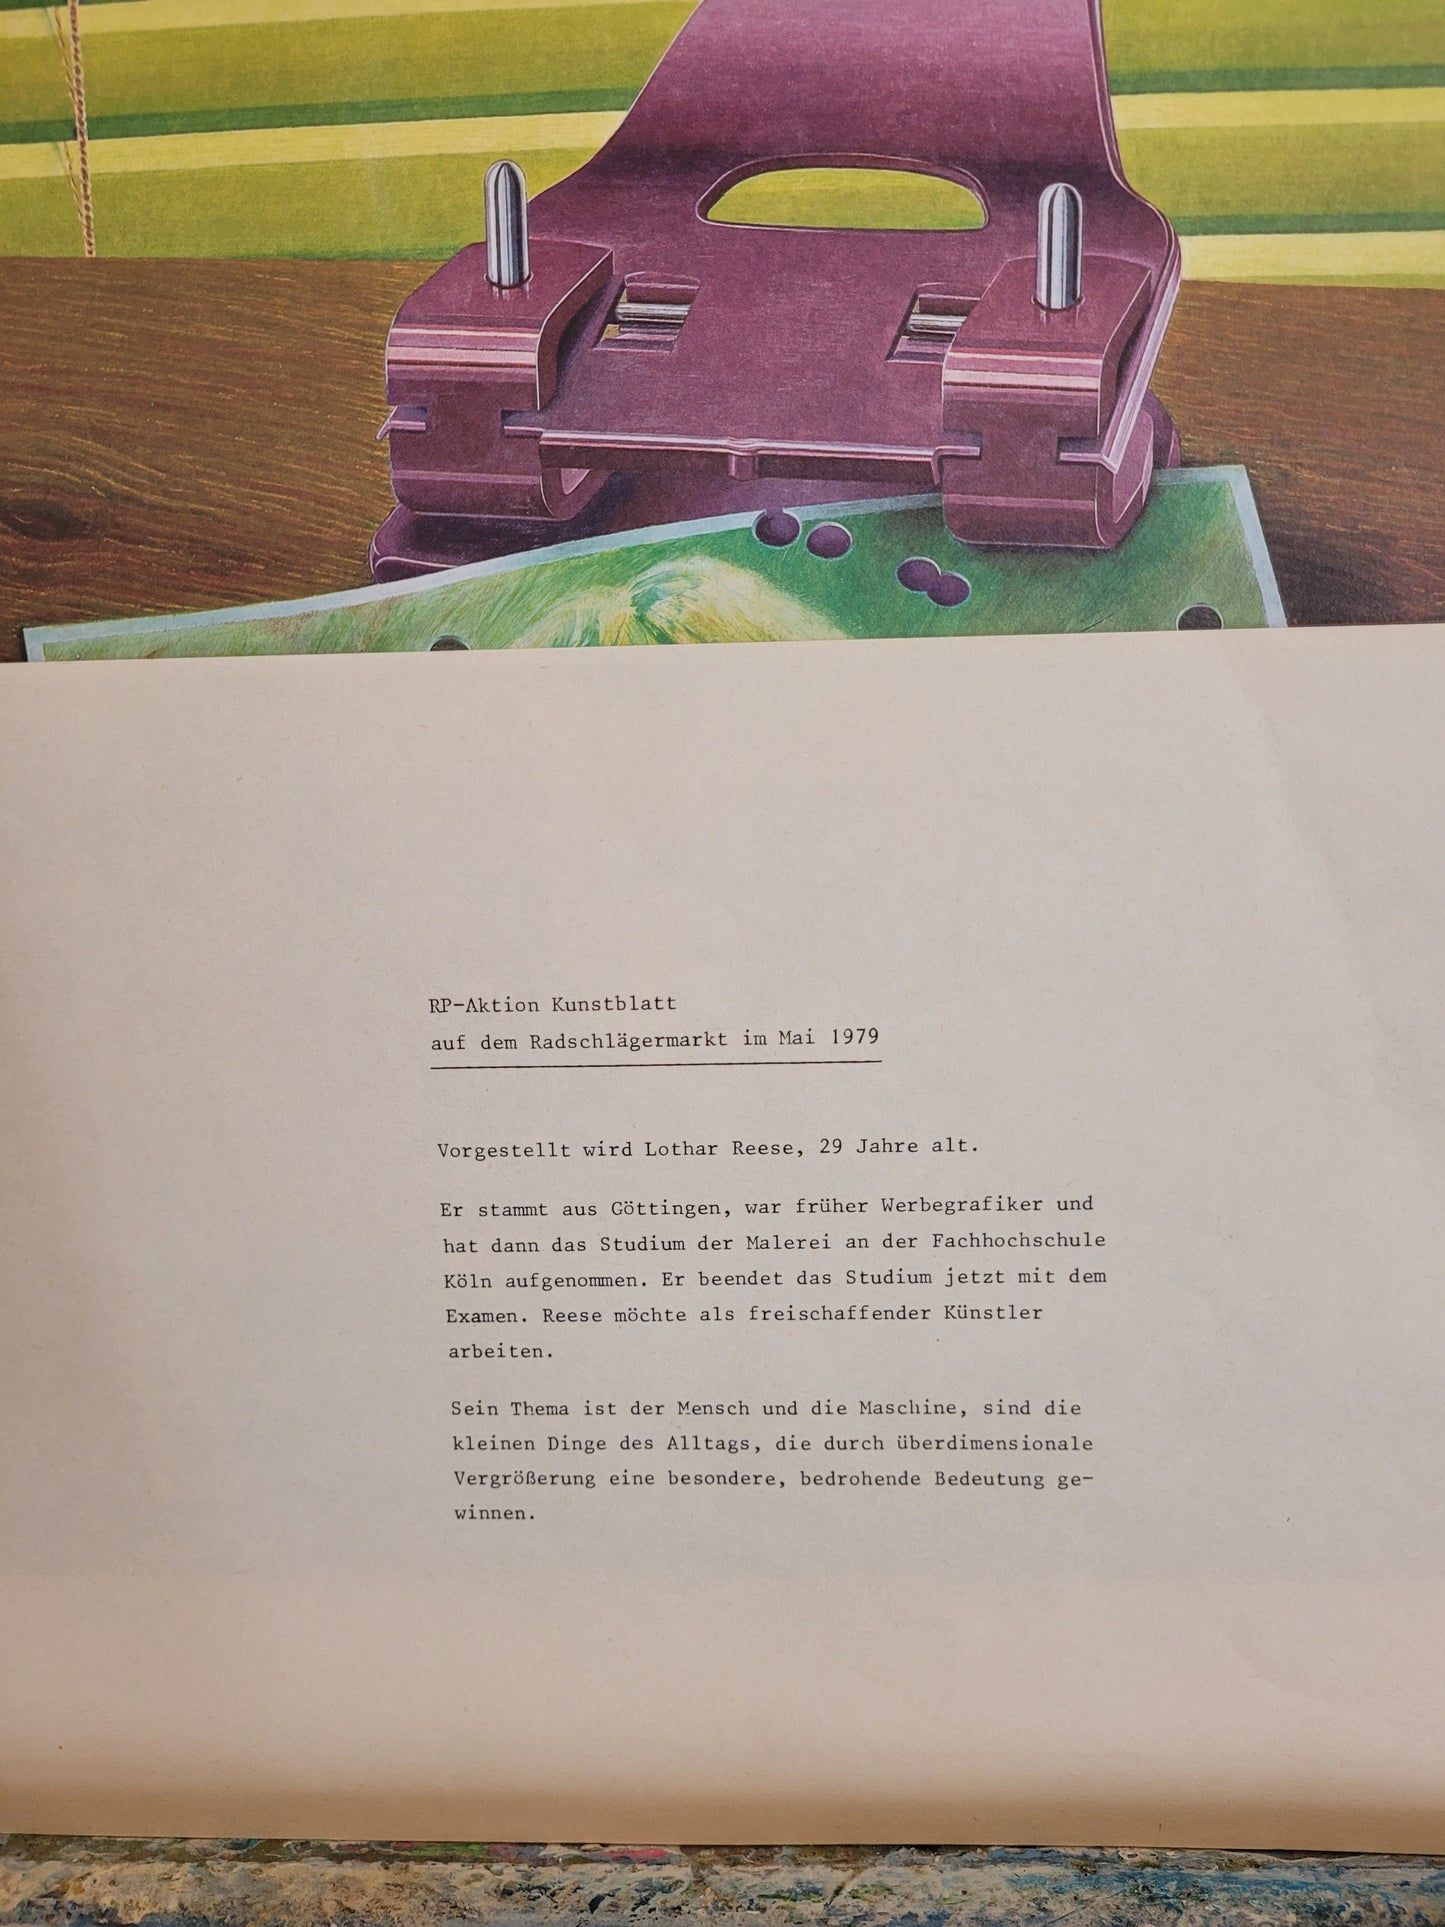 RP-Aktion Kunstblatt
auf dem Radschlägermarkt im Mai 1979
Vorgestellt wird Lothar Reese, 29 Jahre alt.
Er stammt aus Göttingen, war früher Werbegrafiker und
hat dann das Studium der Malerei an der Fachhochschule
Köln aufgenommen. Er beendet das Studium jetzt mit dem
Examen. Reese möchte als freischaffender Künstler
arbeiten.
Sein Thema ist der Mensch und die Maschine, sind die
kleinen Dinge des Alltags, die durch überdimensionale
Vergrößerung eine besondere, bedrohende Bedeutung ge-
winnen.